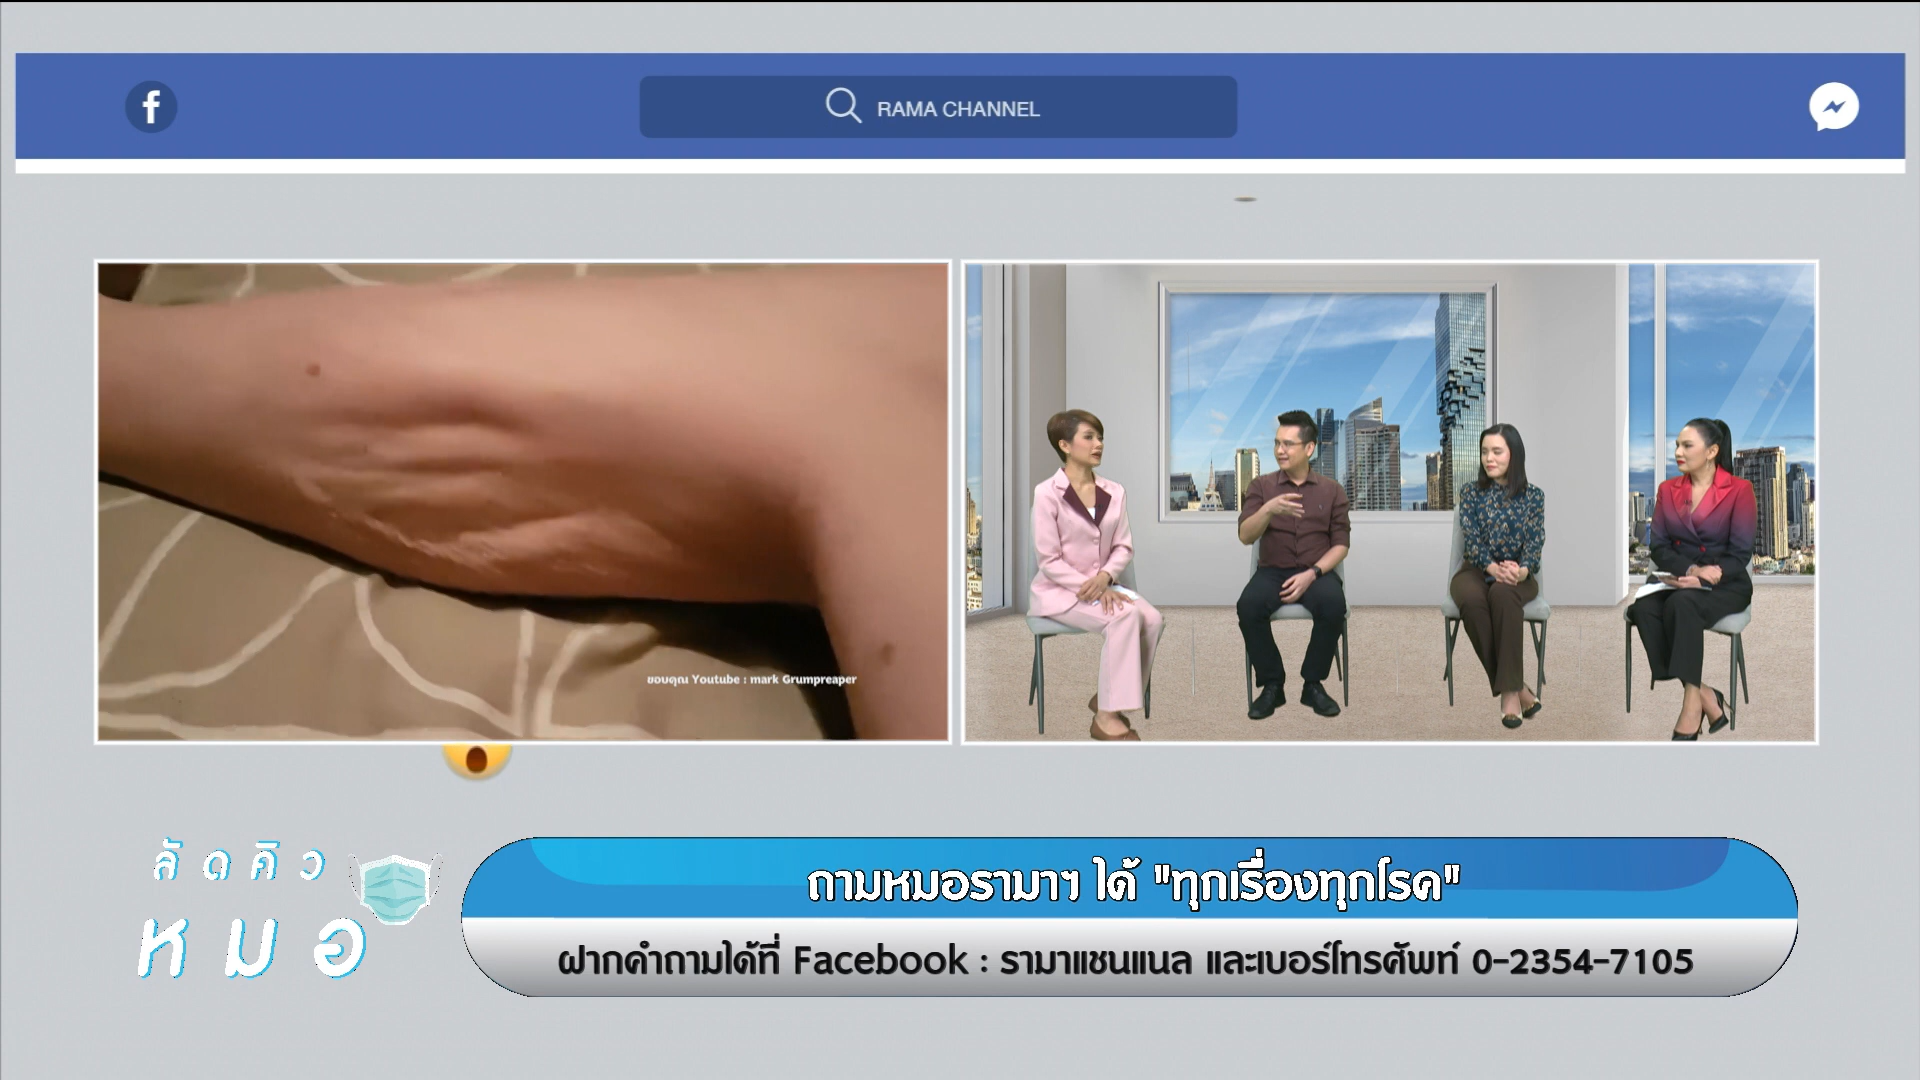 f
RAMA CHANNEL
ขอบคุณ Youtube : mark Grumpreaper
ลัดคิว
หมอ
ถามหมอรามาฯ ได้ "ทุกเรื่องทุกโรค"
ฝากคำถามได้ที่ Facebook : รามาแชนแนล และเบอร์โทรศัพท์ 0-2354-7105